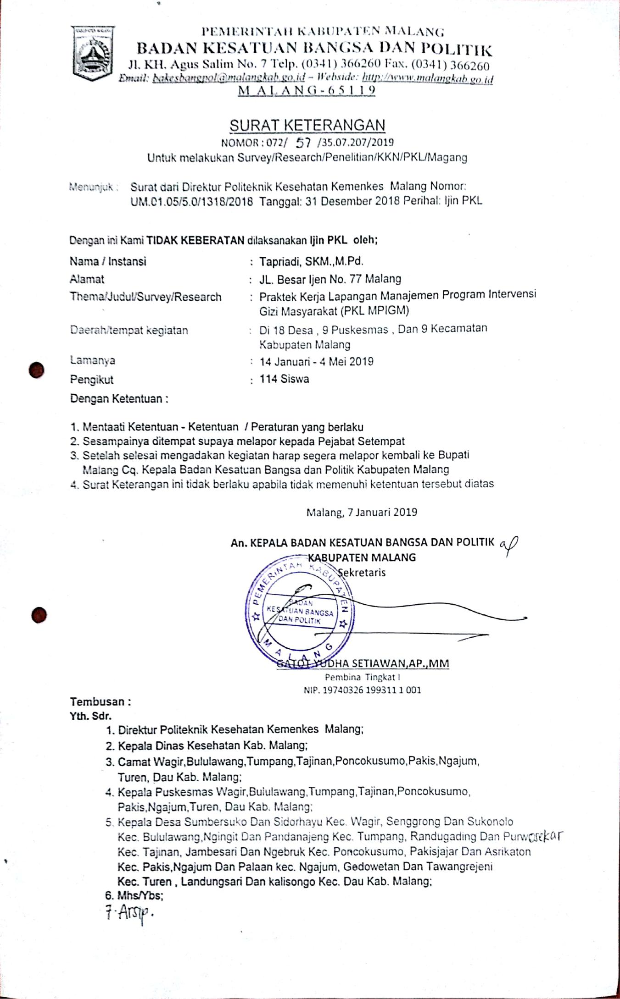 PEMERINTAH KABUPATEN MALANG
BADAN KESATUAN BANGSA DAN POLITIK
Jl. KH. Agus Salim No. 7 Telp. (0341) 366260 Fax. (0341) 366260
Email: bakesbangpol@malangkab.go.id – Webside: http://www.malangkab.go.id
M A L A N G - 6 5 1 1 9
SURAT KETERANGAN
NOMOR : 072/ 57 /35.07.207/2019
Untuk melakukan Survey/Research/Penelitian/KKN/PKL/Magang
Menunjuk : Surat dari Direktur Politeknik Kesehatan Kemenkes Malang Nomor:
UM.01.05/5.0/1318/2018 Tanggal: 31 Desember 2018 Perihal: Ijin PKL
Dengan ini Kami TIDAK KEBERATAN dilaksanakan Ijin PKL oleh;
Nama / Instansi : Tapriadi, SKM.,M.Pd.
Alamat : JL. Besar Ijen No. 77 Malang
Thema/Judul/Survey/Research : Praktek Kerja Lapangan Manajemen Program Intervensi
Gizi Masyarakat (PKL MPIGM)
Daerah/tempat kegiatan : Di 18 Desa , 9 Puskesmas , Dan 9 Kecamatan
Kabupaten Malang
Lamanya : 14 Januari - 4 Mei 2019
Pengikut : 114 Siswa
Dengan Ketentuan :
1. Mentaati Ketentuan - Ketentuan / Peraturan yang berlaku
2. Sesampainya ditempat supaya melapor kepada Pejabat Setempat
3. Setelah selesai mengadakan kegiatan harap segera melapor kembali ke Bupati
Malang Cq. Kepala Badan Kesatuan Bangsa dan Politik Kabupaten Malang
4. Surat Keterangan ini tidak berlaku apabila tidak memenuhi ketentuan tersebut diatas
Malang, 7 Januari 2019
An. KEPALA BADAN KESATUAN BANGSA DAN POLITIK
KABUPATEN MALANG
Sekretaris
PEMERINTAH KABUPATEN
BADAN
KESATUAN BANGSA
DAN POLITIK
MALANG
GATOT YUDHA SETIAWAN,AP.,MM
Pembina Tingkat I
NIP. 19740326 199311 1 001
Tembusan :
Yth. Sdr.
1. Direktur Politeknik Kesehatan Kemenkes Malang;
2. Kepala Dinas Kesehatan Kab. Malang;
3. Camat Wagir,Bululawang,Tumpang,Tajinan,Poncokusumo,Pakis,Ngajum,
Turen, Dau Kab. Malang;
4. Kepala Puskesmas Wagir,Bululawang,Tumpang,Tajinan,Poncokusumo,
Pakis,Ngajum,Turen, Dau Kab. Malang;
5. Kepala Desa Sumbersuko Dan Sidorhayu Kec. Wagir, Senggrong Dan Sukonolo
Kec. Bululawang,Ngingit Dan Pandanajeng Kec. Tumpang, Randugading Dan Purwosekar
Kec. Tajinan, Jambesari Dan Ngebruk Kec. Poncokusumo, Pakisjajar Dan Asrikaton
Kec. Pakis,Ngajum Dan Palaan kec. Ngajum, Gedowetan Dan Tawangrejeni
Kec. Turen , Landungsari Dan kalisongo Kec. Dau Kab. Malang;
6. Mhs/Ybs;
7. Arsip.